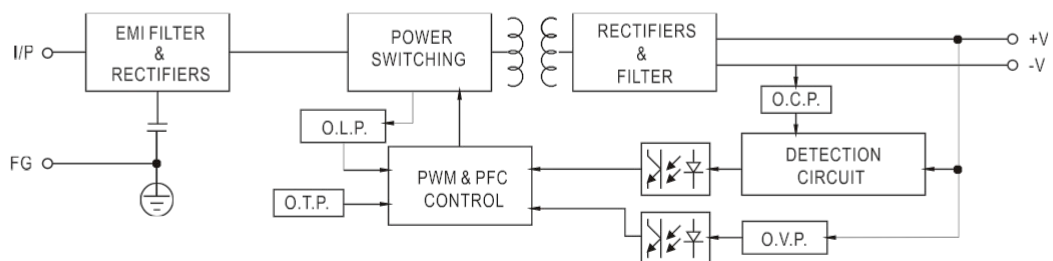 I/P
EMI FILTER
&
RECTIFIERS
POWER
SWITCHING
RECTIFIERS
&
FILTER
+V
-V
O.C.P.
O.L.P.
DETECTION
CIRCUIT
FG
PWM & PFC
CONTROL
O.T.P.
O.V.P.